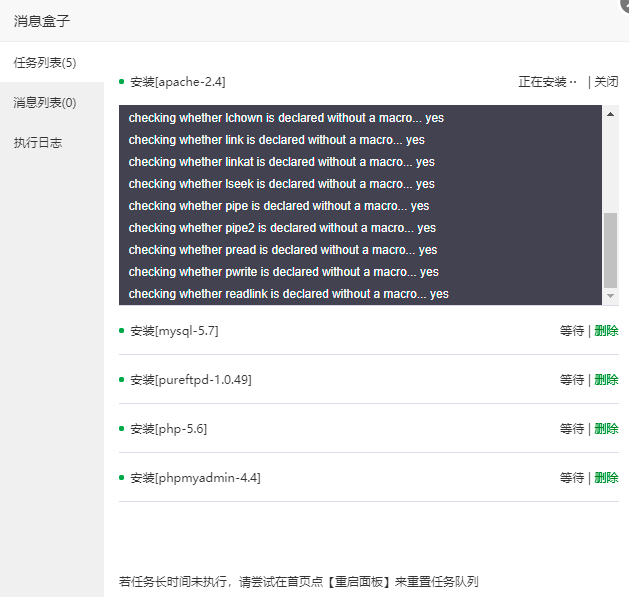 消息盒子
任务列表(5)
消息列表(0)
执行日志
安装[apache-2.4] 正在安装·· | 关闭
checking whether lchown is declared without a macro... yes
checking whether link is declared without a macro... yes
checking whether linkat is declared without a macro... yes
checking whether lseek is declared without a macro... yes
checking whether pipe is declared without a macro... yes
checking whether pipe2 is declared without a macro... yes
checking whether pread is declared without a macro... yes
checking whether pwrite is declared without a macro... yes
checking whether readlink is declared without a macro... yes
安装[mysql-5.7] 等待 | 删除
安装[pureftpd-1.0.49] 等待 | 删除
安装[php-5.6] 等待 | 删除
安装[phpmyadmin-4.4] 等待 | 删除
若任务长时间未执行，请尝试在首页点【重启面板】来重置任务队列